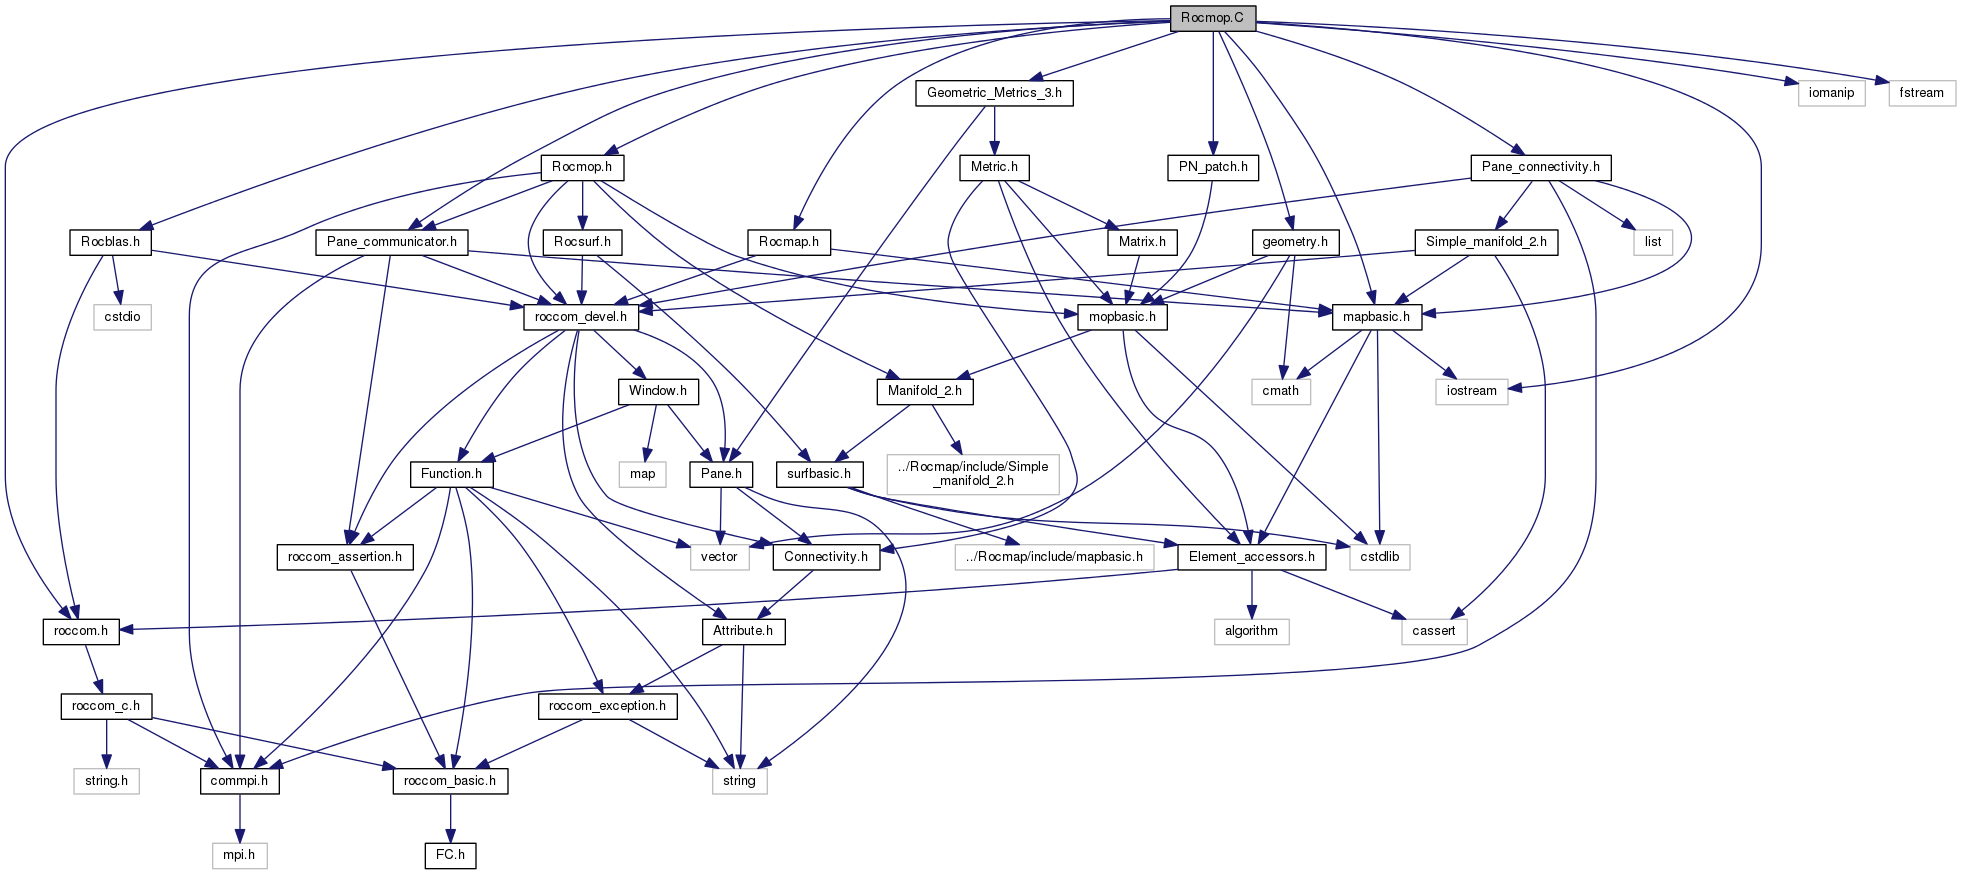 Rocmop.C
Geometric_Metrics_3.h
iomanip
fstream
Rocmop.h
Metric.h
PN_patch.h
Pane_connectivity.h
Rocblas.h
Pane_communicator.h
Rocsurf.h
Rocmap.h
Matrix.h
geometry.h
Simple_manifold_2.h
list
cstdio
roccom_devel.h
mopbasic.h
mapbasic.h
Window.h
Manifold_2.h
cmath
iostream
Function.h
map
Pane.h
surfbasic.h
../Rocmap/include/Simple
_manifold_2.h
roccom_assertion.h
vector
Connectivity.h
../Rocmap/include/mapbasic.h
Element_accessors.h
cstdlib
roccom.h
Attribute.h
algorithm
cassert
roccom_c.h
roccom_exception.h
string.h
commpi.h
roccom_basic.h
string
mpi.h
FC.h